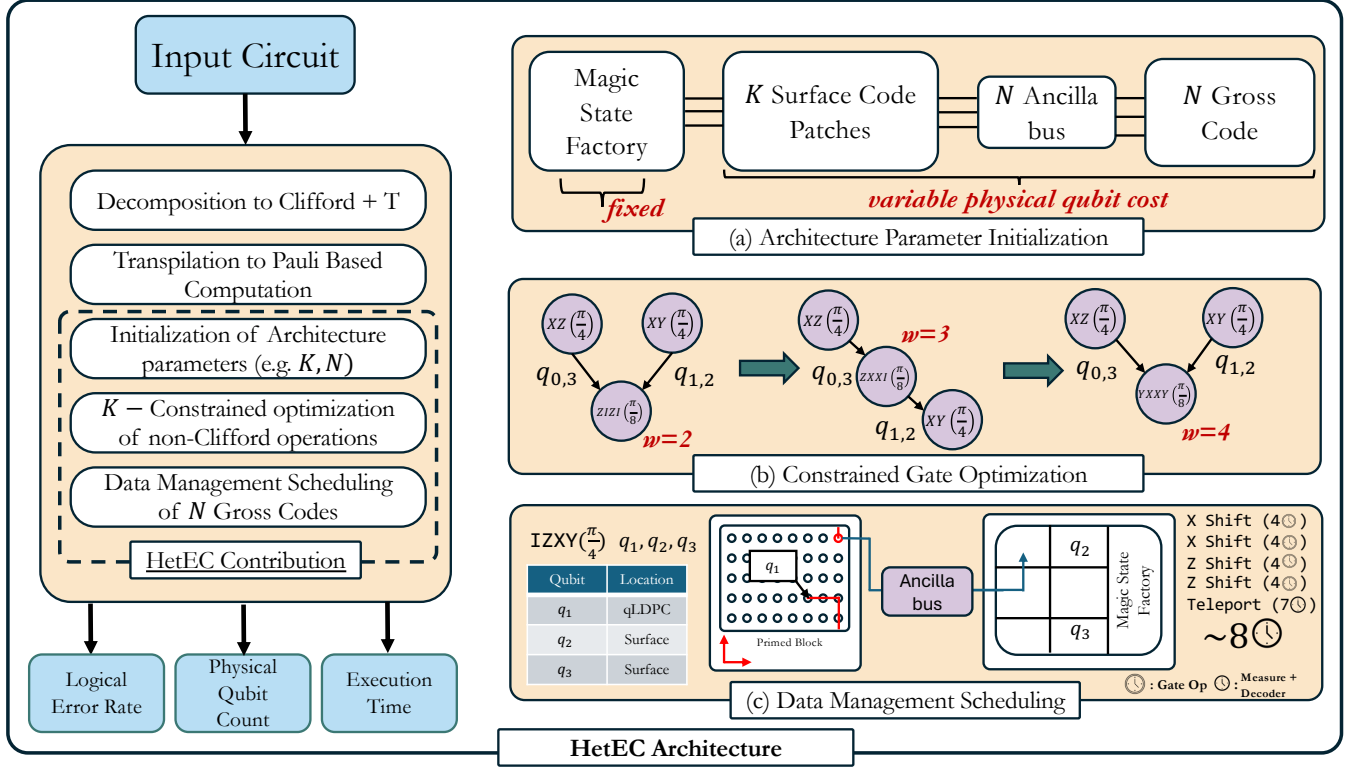 Input Circuit
Decomposition to Clifford + T
Transpilation to Pauli Based
Computation
Initialization of Architecture
parameters (e.g. K, N)
K − Constrained optimization
of non-Clifford operations
Data Management Scheduling
of N Gross Codes
HetEC Contribution
Logical
Error Rate
Physical
Qubit
Count
Execution
Time
Magic
State
Factory
K Surface Code
Patches
N Ancilla
bus
N Gross
Code
fixed
variable physical qubit cost
(a) Architecture Parameter Initialization
XZ(π/4)
XY(π/4)
q0,3
q1,2
ZIZI(π/8)
w=2
XZ(π/4)
w=3
q0,3
ZXXI(π/8)
q1,2
XY(π/4)
XZ(π/4)
XY(π/4)
q0,3
q1,2
YXXY(π/8)
w=4
(b) Constrained Gate Optimization
IZXY(π/4) q1, q2, q3
Qubit Location
q1 qLDPC
q2 Surface
q3 Surface
q1
Primed Block
Ancilla
bus
q2
q3
Magic State
Factory
X Shift (4)
X Shift (4)
Z Shift (4)
Z Shift (4)
Teleport (7)
~8
: Gate Op
: Measure +
Decoder
(c) Data Management Scheduling
HetEC Architecture